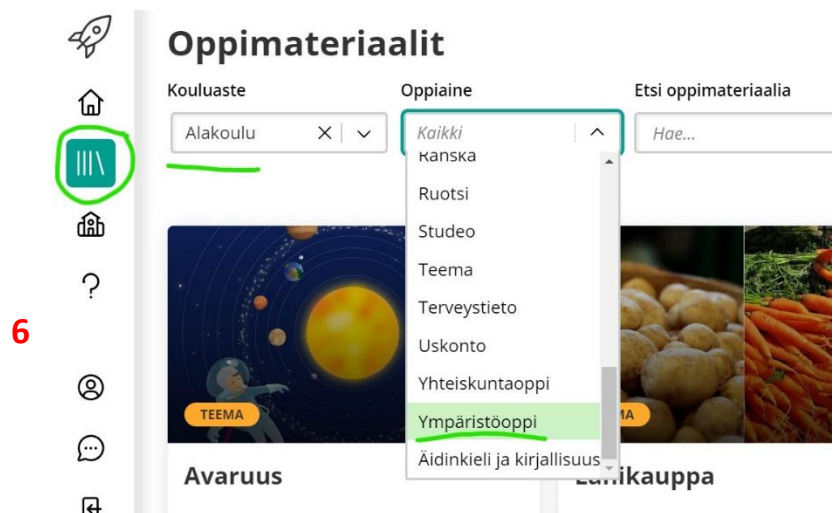 Oppimateriaalit
Kouluaste
Oppiaine
Etsi oppimateriaalia
Alakoulu
Kaikki
Hae...
Ranska
Ruotsi
Studeo
Teema
Terveystieto
Uskonto
Yhteiskuntaoppi
Ympäristöoppi
Äidinkieli ja kirjallisuus
6
TEEMA
Avaruus